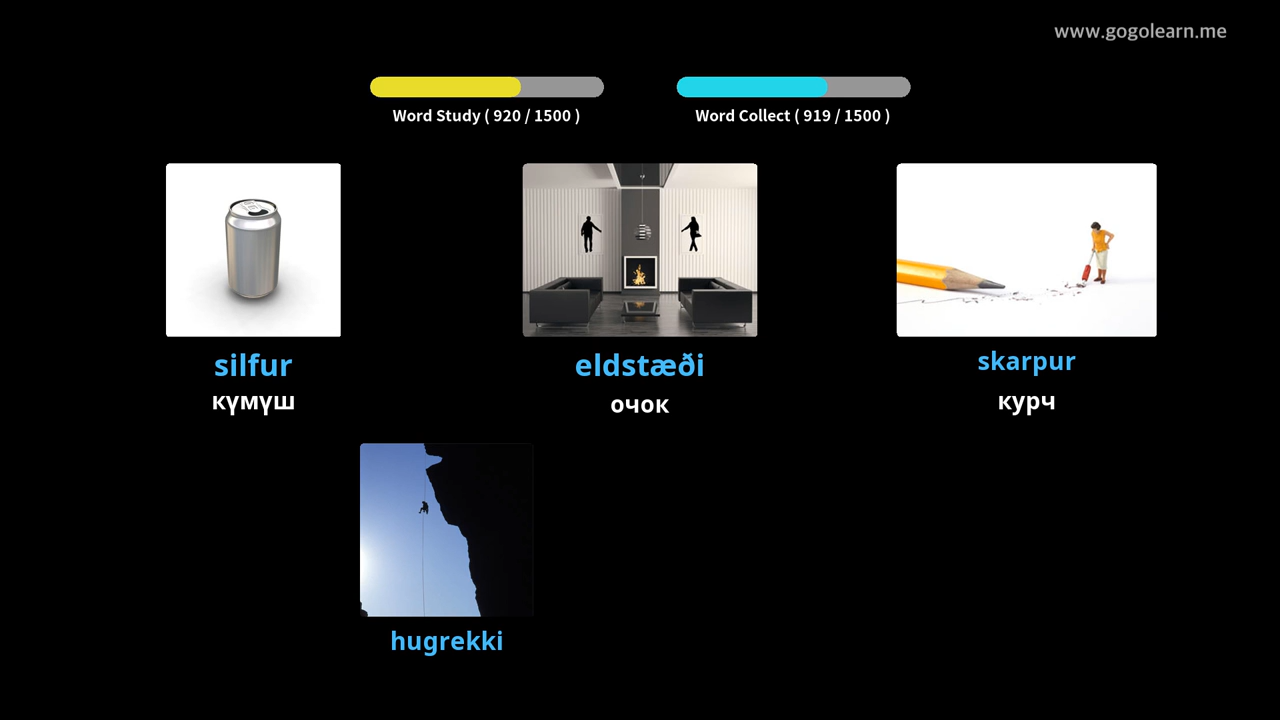 www.gogolearn.me
Word Study ( 920 / 1500 )
Word Collect ( 919 / 1500 )
silfur
күмүш
eldstæði
очок
skarpur
курч
hugrekki